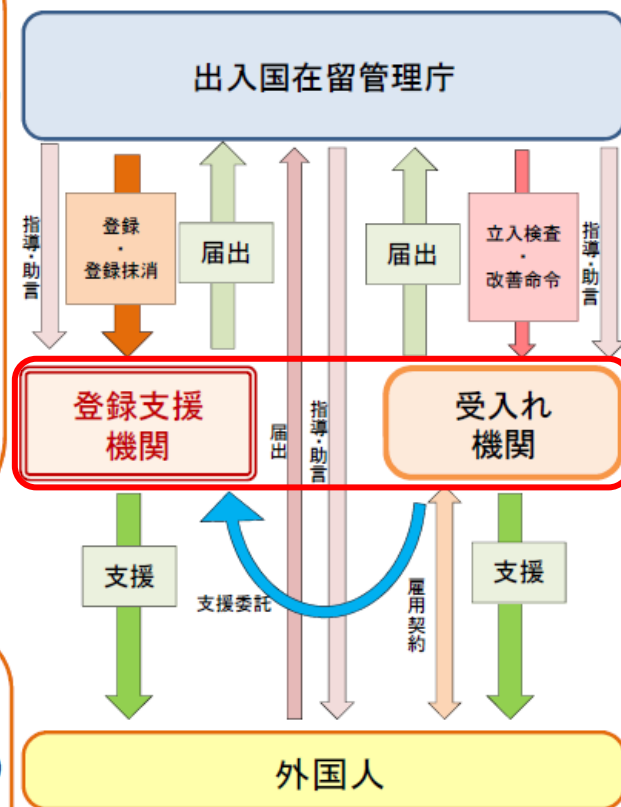 出入国在留管理庁
指導・助言
登録
・
登録抹消
届出
届出
立入検査
・
改善命令
指導・助言
登録支援
機関
届出
指導・助言
受入れ
機関
支援
支援委託
雇用契約
支援
外国人